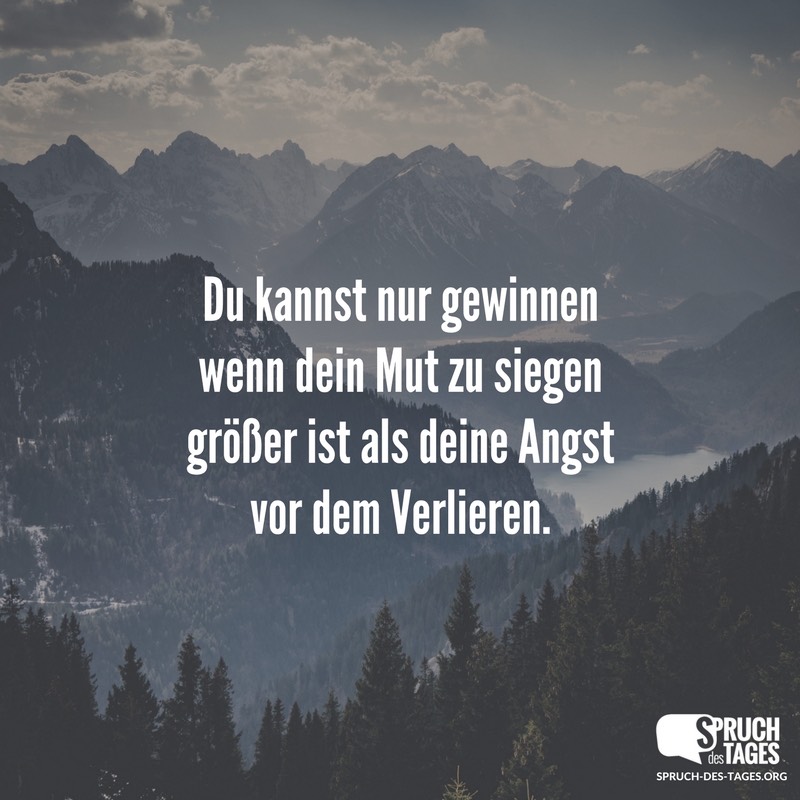 Du kannst nur gewinnen
wenn dein Mut zu siegen
größer ist als deine Angst
vor dem Verlieren.
SPRUCH
des TAGES
SPRUCH-DES-TAGES.ORG